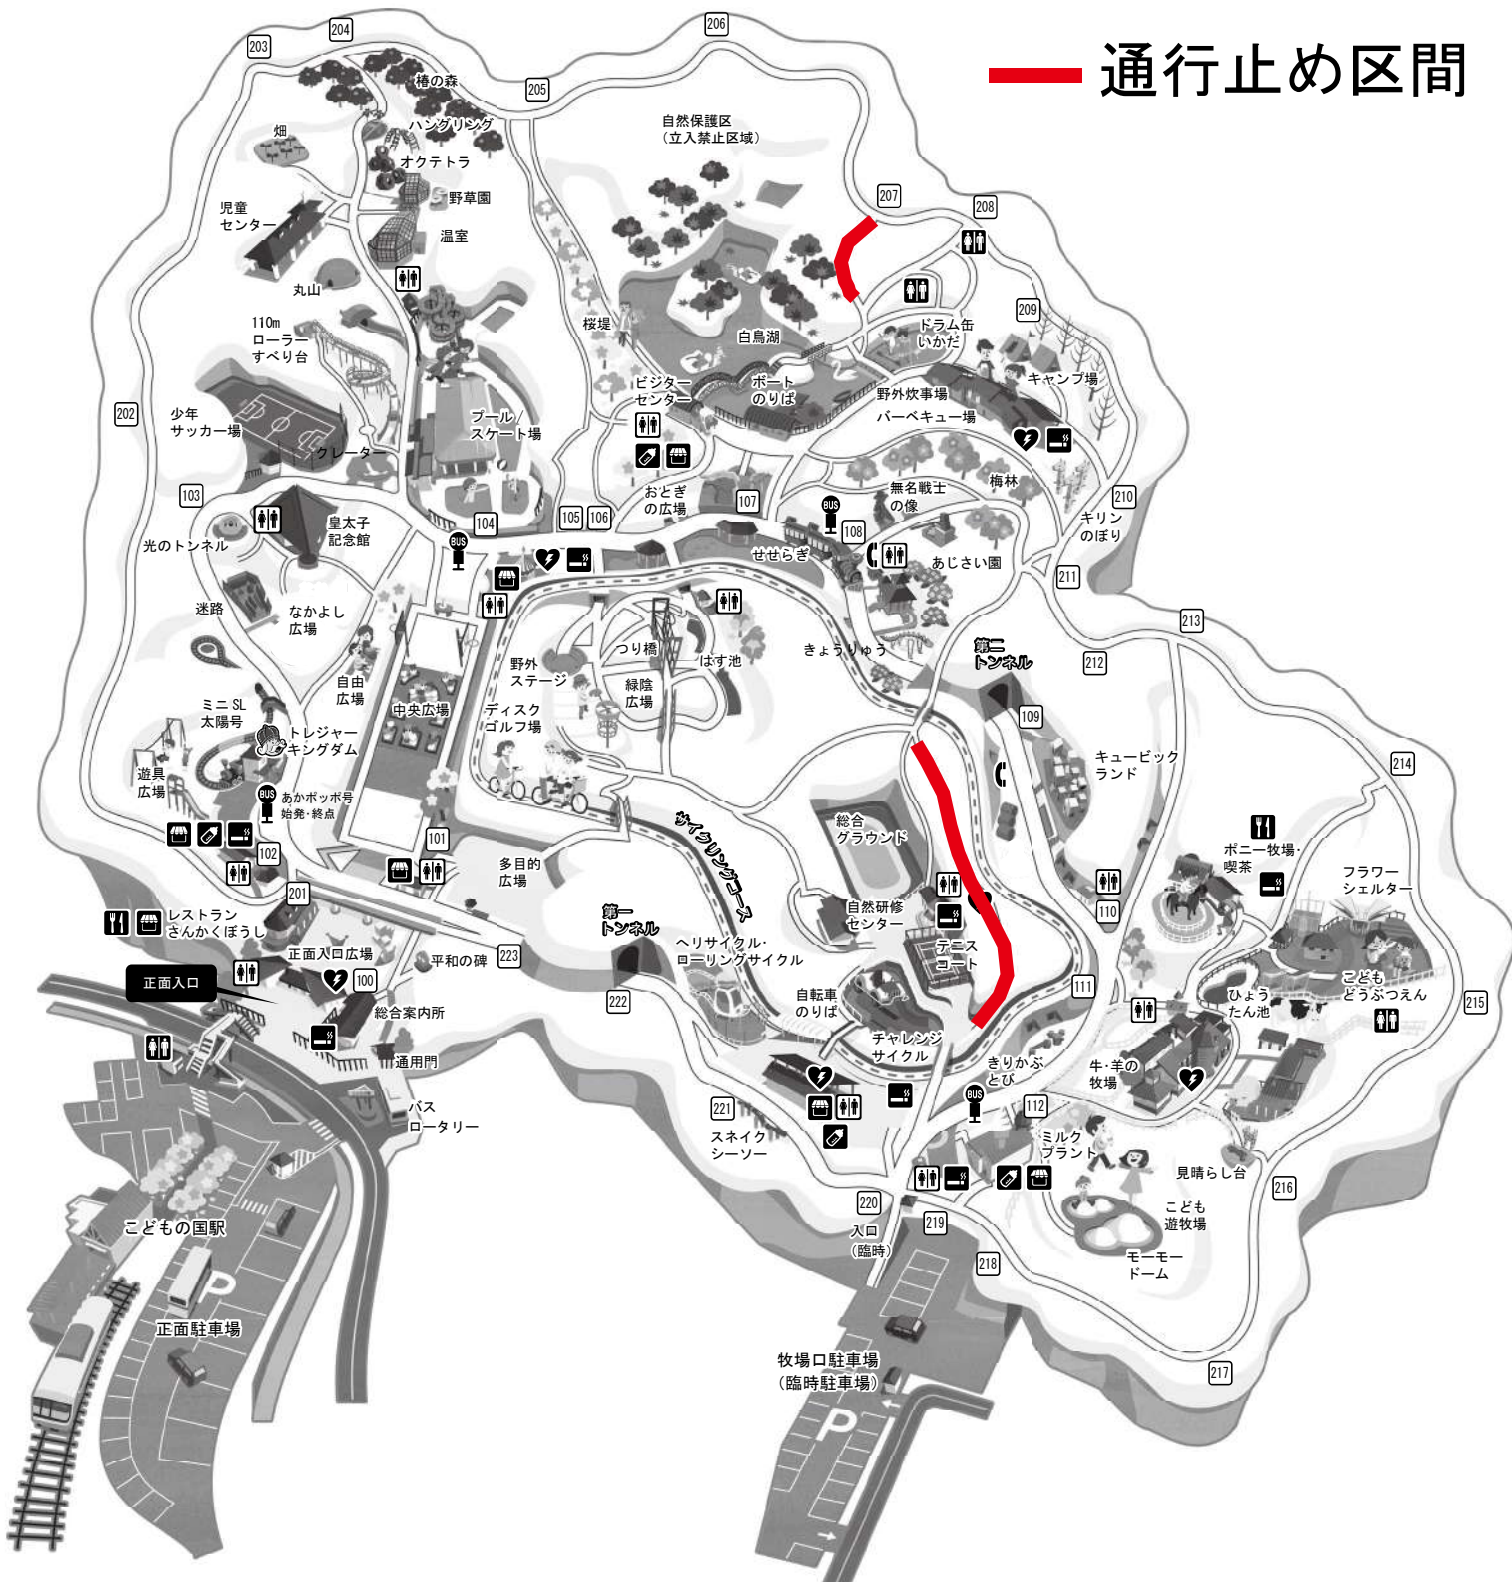 通行止め区間
206
204
203
205
椿の森
ハングリング
畑
オクテトラ
自然保護区
(立入禁止区域)
野草園
児童
センター
温室
207
208
丸山
110m
ローラー
すべり台
桜堤
白鳥湖
ドラム缶
いかだ
209
キャンプ場
202
少年
サッカー場
プール/
スケート場
ビジター
センター
ボート
のりば
野外炊事場
バーベキュー場
クレーター
103
おとぎ
の広場
107
無名戦士
の像
梅林
210
キリン
のぼり
光のトンネル
皇太子
記念館
104
105
106
BUS
BUS
108
せせらぎ
あじさい園
211
迷路
なかよし
広場
つり橋
はす池
きょうりゅう
第二
トンネル
213
212
自由
広場
野外
ステージ
緑陰
広場
ミニSL
太陽号
トレジャー
キングダム
中央広場
ディスク
ゴルフ場
109
キュービック
ランド
214
遊具
広場
BUS
あかポッポ号
始発・終点
サイクリングコース
総合
グラウンド
101
102
多目的
広場
ポニー牧場・
喫茶
フラワー
シェルター
201
レストラン
さんかくぼうし
正面入口広場
平和の碑
223
第一
トンネル
ヘリサイクル・
ローリングサイクル
自然研修
センター
テニス
コート
110
正面入口
100
総合案内所
通用門
222
自転車
のりば
チャレンジ
サイクル
111
ひょう
たん池
こども
どうぶつえん
215
きりかぶ
とび
牛・羊の
牧場
バス
ロータリー
221
スネイク
シーソー
BUS
112
ミルク
プラント
見晴らし台
216
こどもの国駅
220
入口
(臨時)
219
こども
遊牧場
218
モーモー
ドーム
P
正面駐車場
牧場口駐車場
(臨時駐車場)
217
P